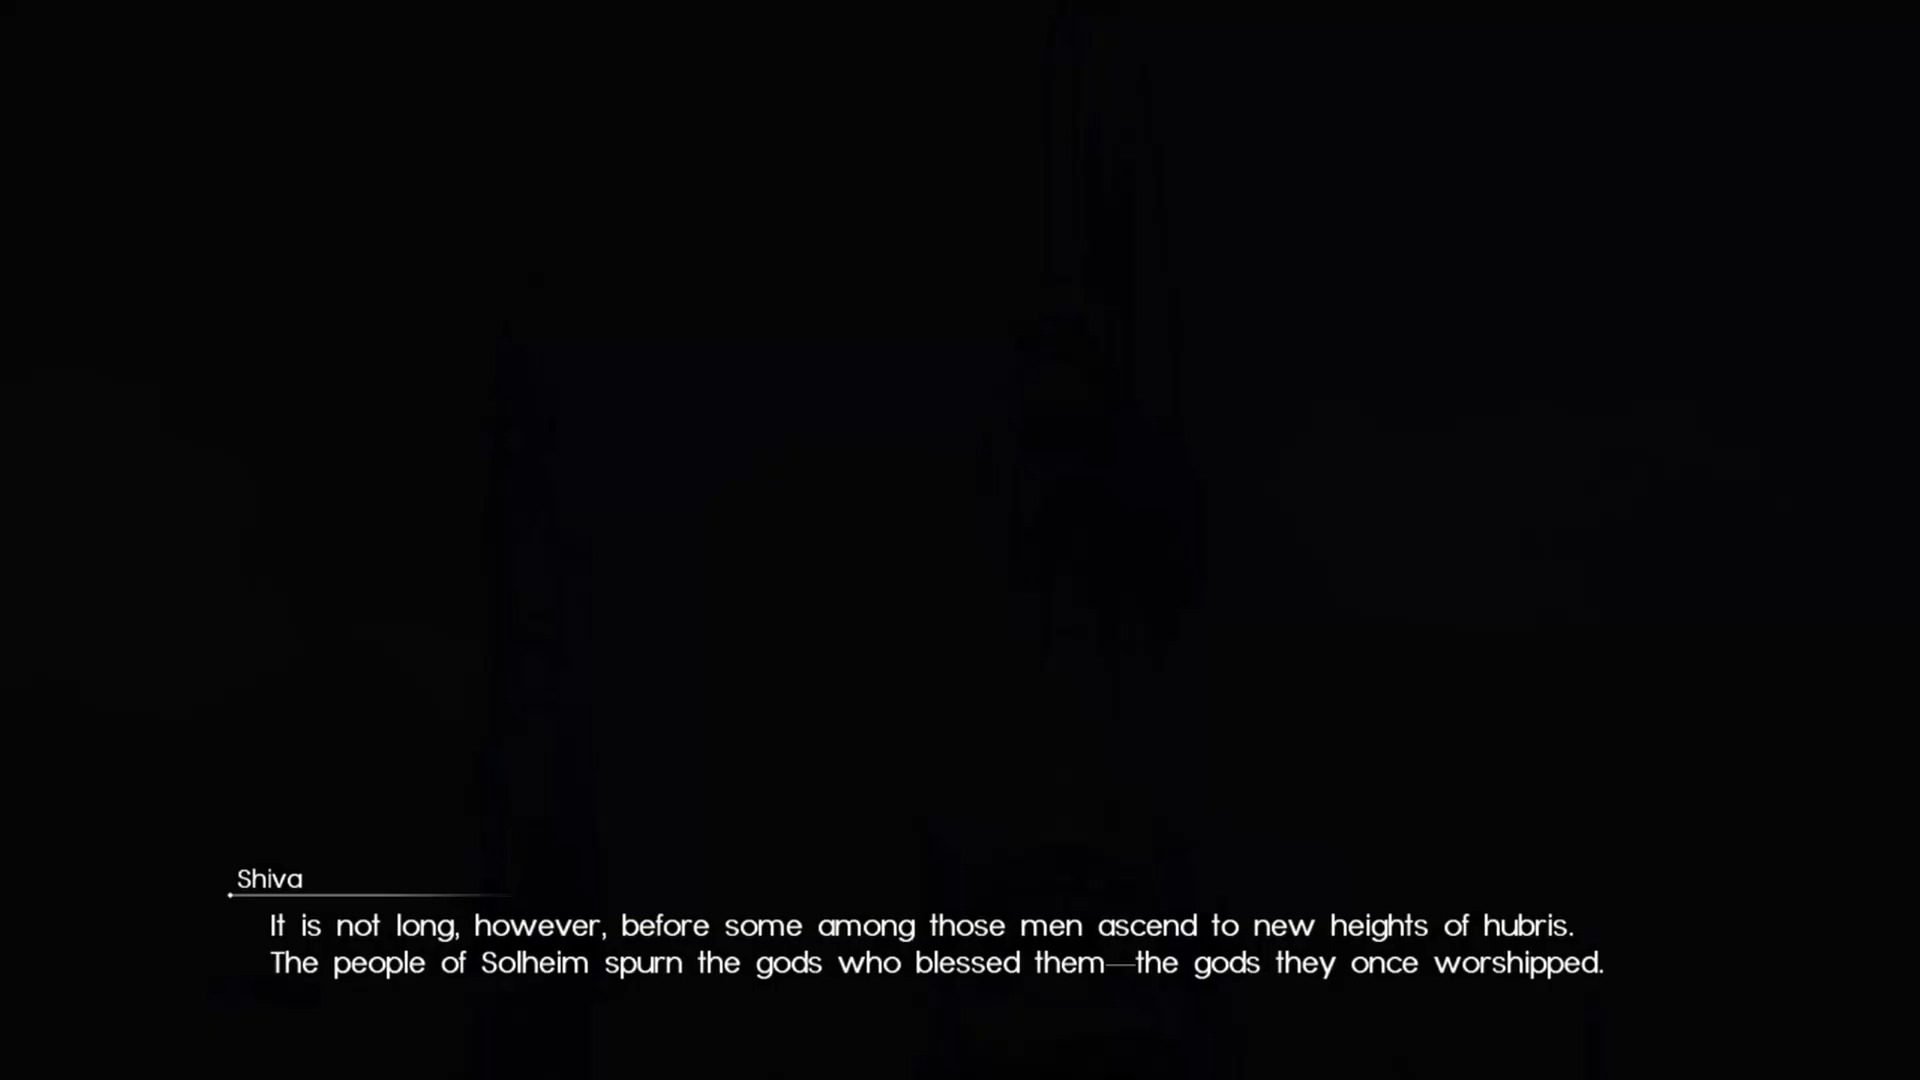 Shiva
It is not long, however, before some among those men ascend to new heights of hubris.
The people of Solheim spurn the gods who blessed them—the gods they once worshipped.